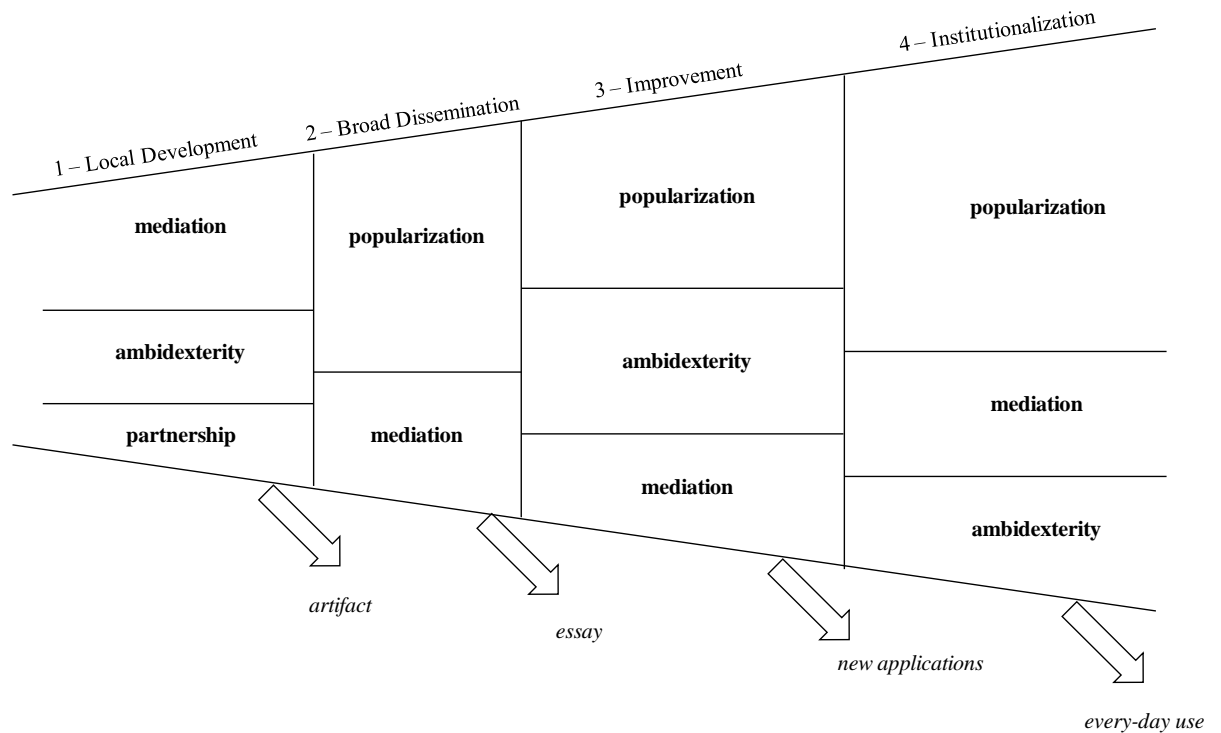 1 – Local Development
2 – Broad Dissemination
3 – Improvement
4 – Institutionalization
mediation
ambidexterity
partnership
popularization
mediation
popularization
ambidexterity
mediation
popularization
mediation
ambidexterity
artifact
essay
new applications
every-day use